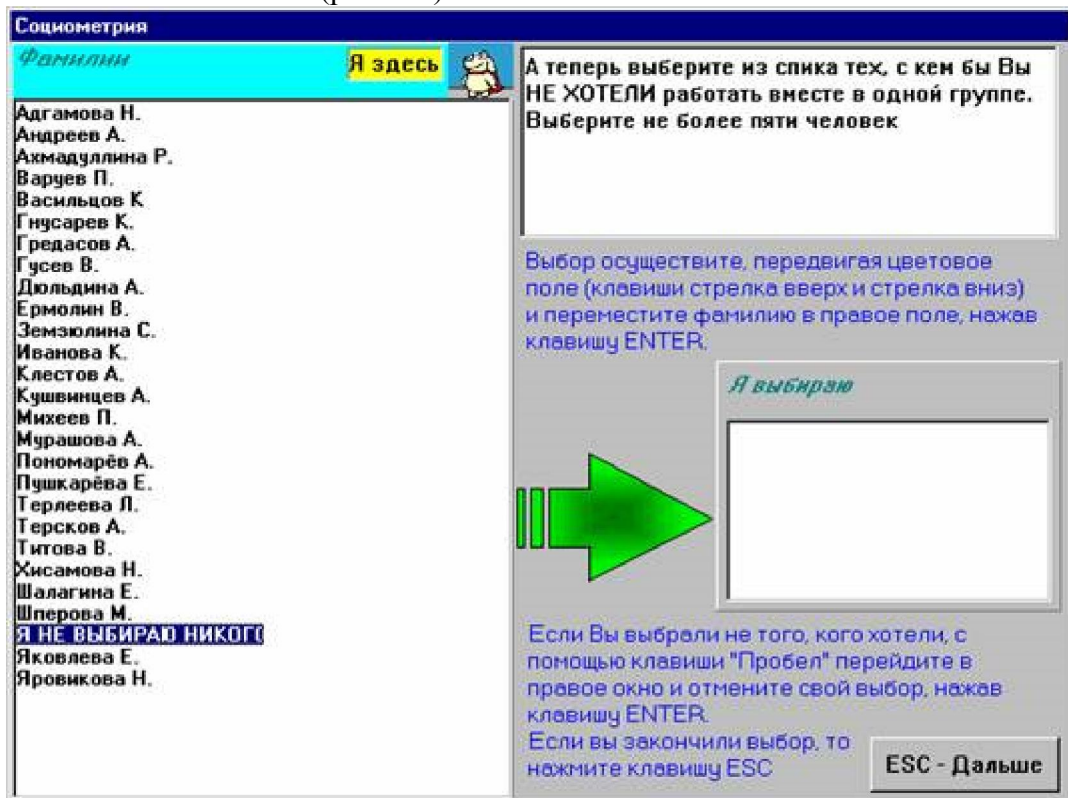 Социометрия
Фамилии
Я здесь
Адгамова Н.
Андреев А.
Ахмадуллина Р.
Варуев П.
Васильцов К
Гнусарев К.
Гредасов А.
Гусев В.
Дюльдина А.
Ермолин В.
Земзюлина С.
Иванова К.
Клестов А.
Кушвинцев А.
Михеев П.
Мурашова А.
Пономарёв А.
Пушкарёва Е.
Терлеева Л.
Терсков А.
Титова В.
Хисамова Н.
Шалагина Е.
Шперова М.
Я НЕ ВЫБИРАЮ НИКОГО
Яковлева Е.
Яровикова Н.
А теперь выберите из спика тех, с кем бы Вы
НЕ ХОТЕЛИ работать вместе в одной группе.
Выберите не более пяти человек
Выбор осуществите, передвигая цветовое
поле (клавиши стрелка вверх и стрелка вниз)
и переместите фамилию в правое поле, нажав
клавишу ENTER.
Я выбираю
Если Вы выбрали не того, кого хотели, с
помощью клавиши "Пробел" перейдите в
правое окно и отмените свой выбор, нажав
клавишу ENTER.
Если вы закончили выбор, то
нажмите клавишу ESC
ESC - Дальше